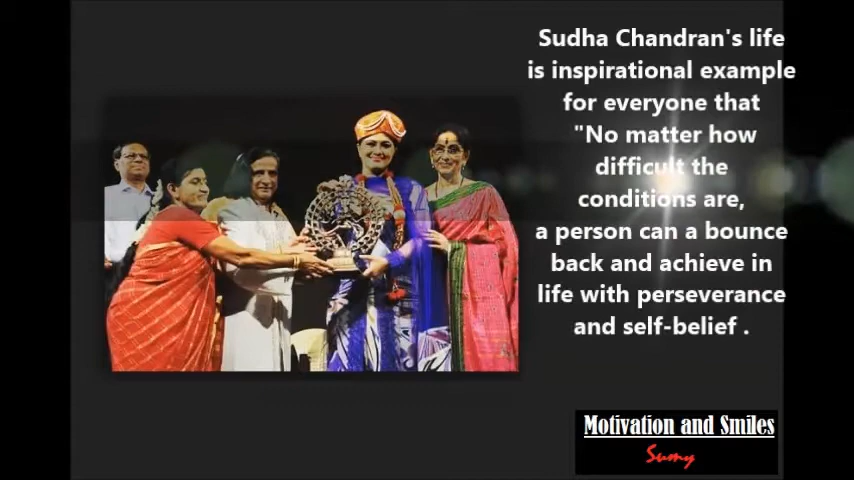 Sudha Chandran's life
is inspirational example
for everyone that
"No matter how
difficult the
conditions are,
a person can a bounce
back and achieve in
life with perseverance
and self-belief .
Motivation and Smiles
Sumy